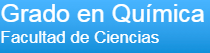 Grado en Química
Facultad de Ciencias